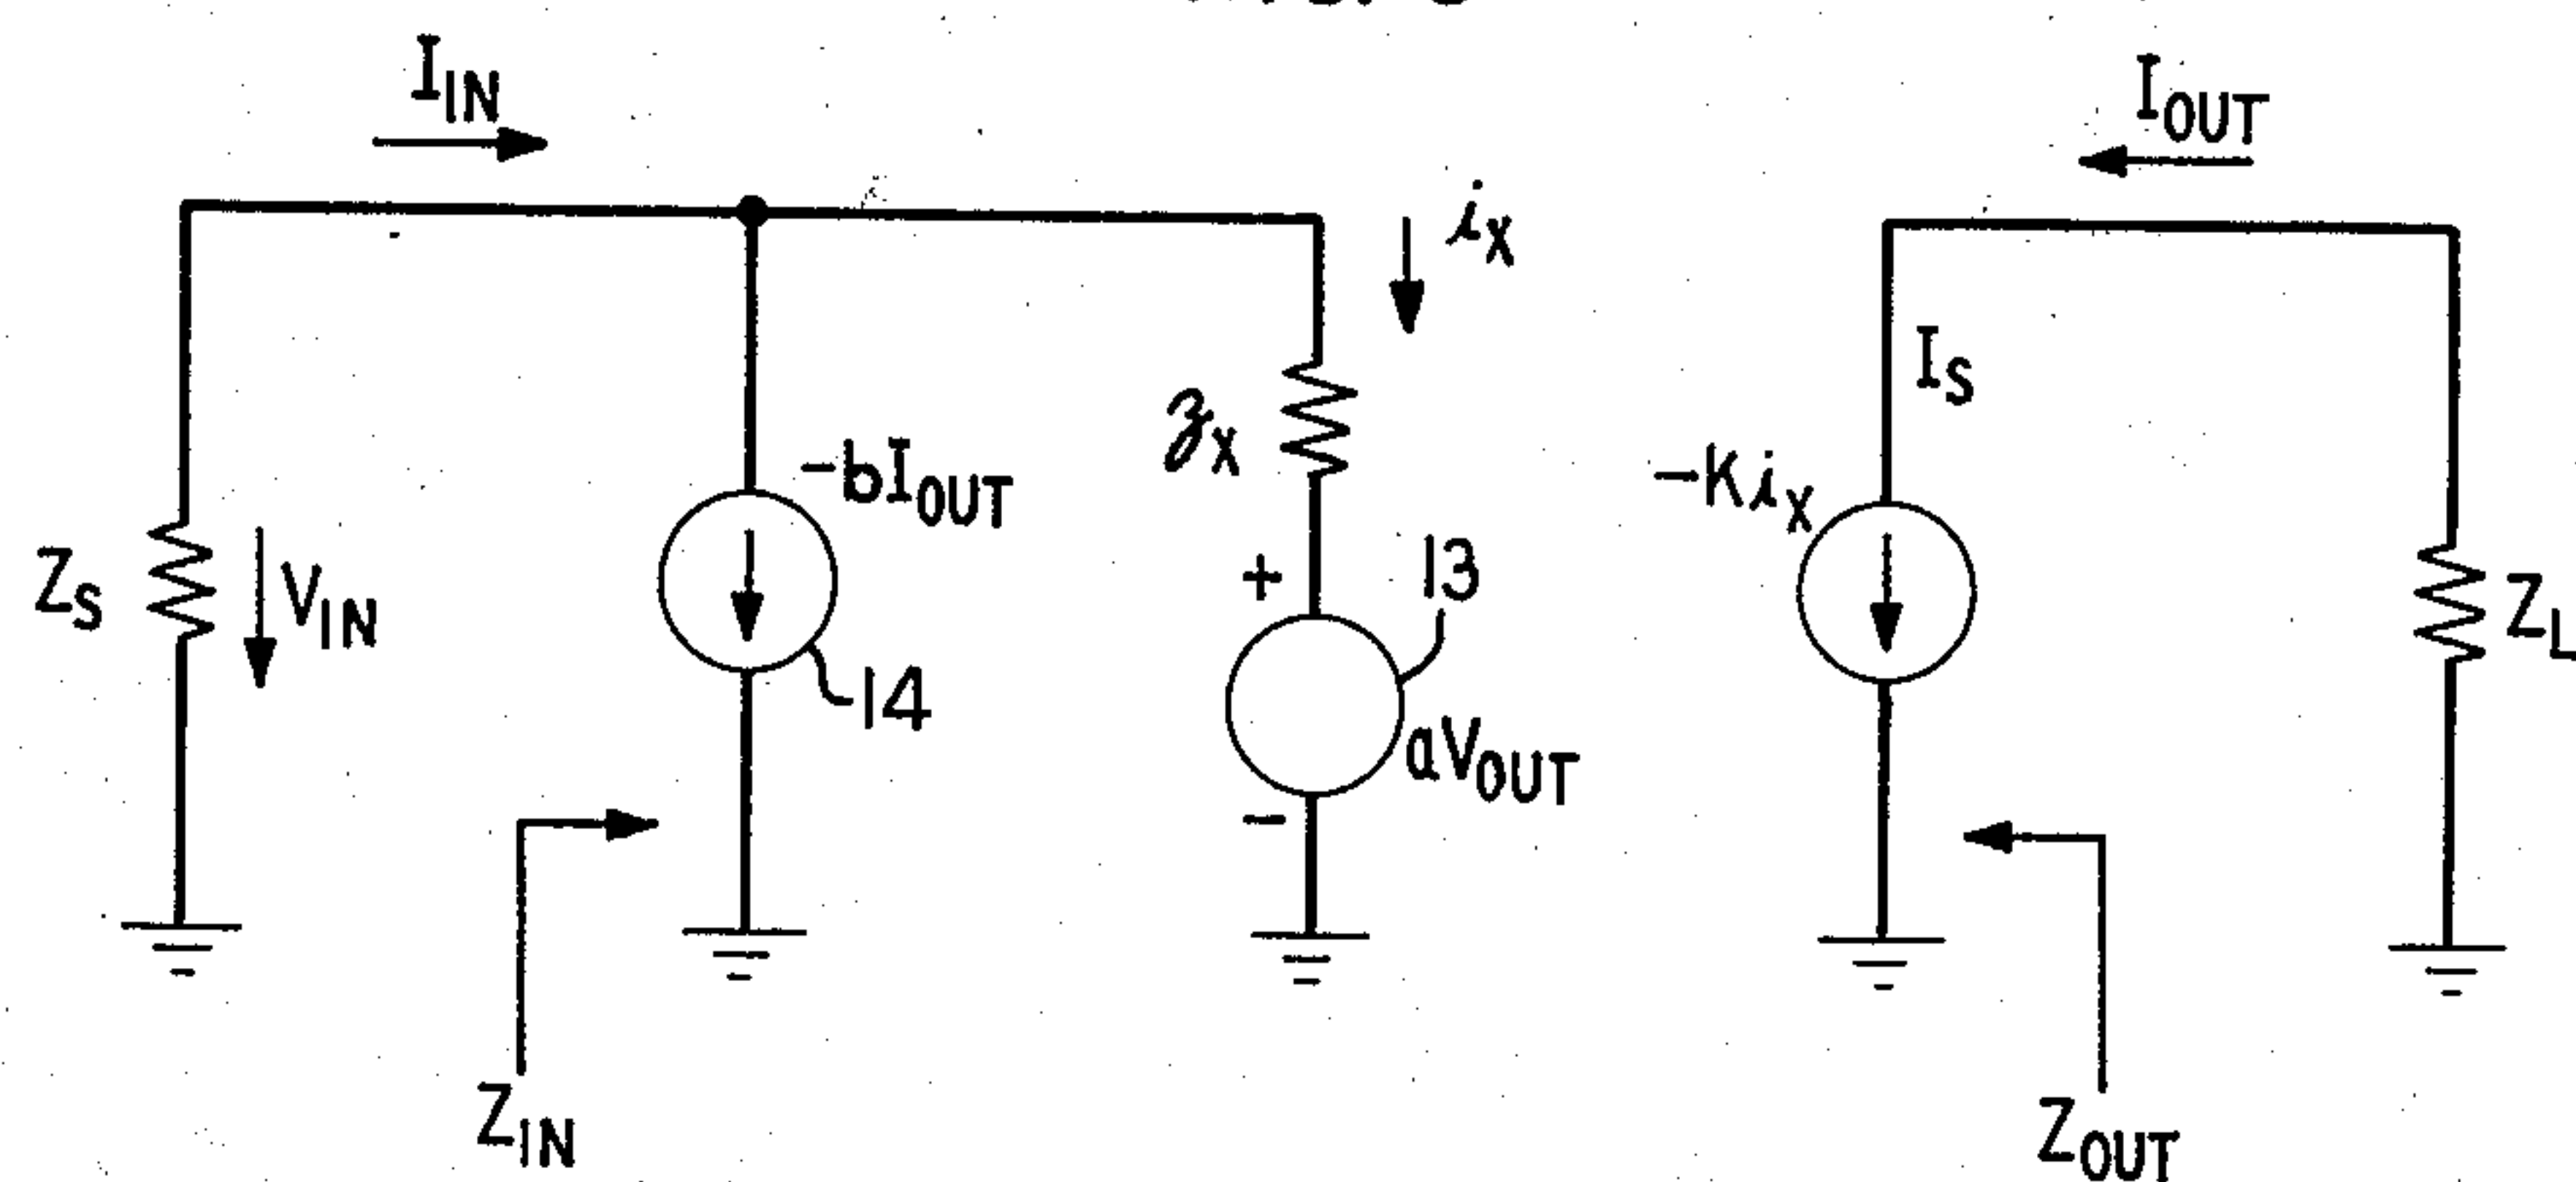 I_IN
I_OUT
i_X
I_S
-bI_OUT
z_X
-Ki_X
+
13
Z_S
V_IN
Z_L
14
aV_OUT
-
Z_IN
Z_OUT